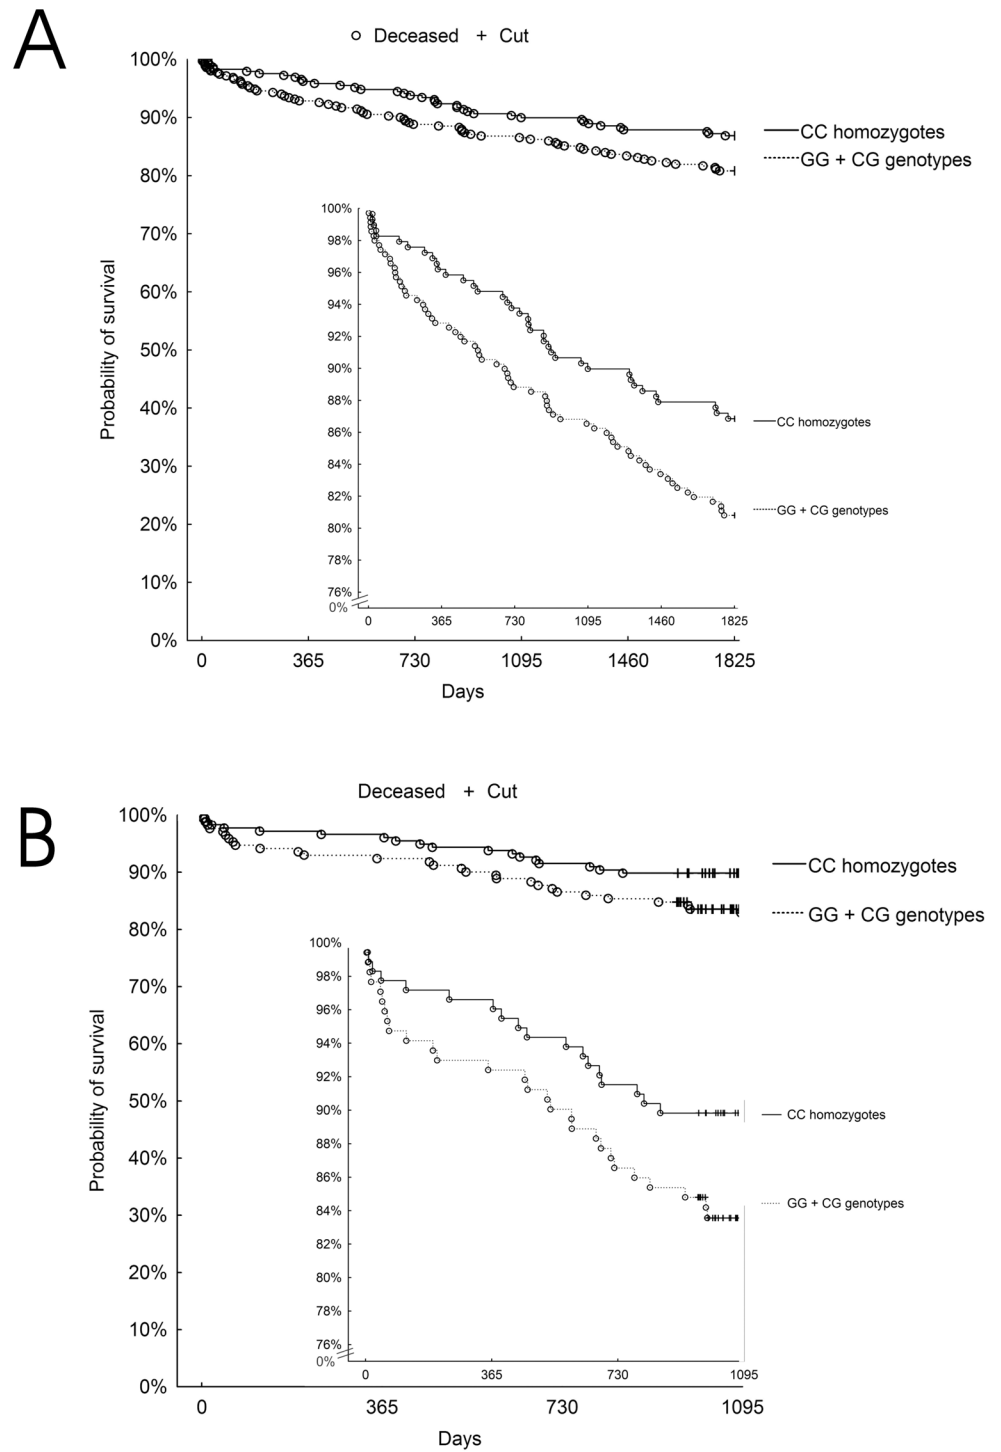 A
Deceased + Cut
100%
90%
80%
70%
60%
50%
40%
30%
20%
10%
0%
Probability of survival
CC homozygotes
GG + CG genotypes
100%
98%
96%
94%
92%
90%
88%
86%
84%
82%
80%
78%
76%
0%
CC homozygotes
GG + CG genotypes
0 365 730 1095 1460 1825
0 365 730 1095 1460 1825
Days
B
Deceased + Cut
100%
90%
80%
70%
60%
50%
40%
30%
20%
10%
0%
Probability of survival
CC homozygotes
GG + CG genotypes
100%
98%
96%
94%
92%
90%
88%
86%
84%
82%
80%
78%
76%
0%
CC homozygotes
GG + CG genotypes
0 365 730 1095
0 365 730 1095
Days